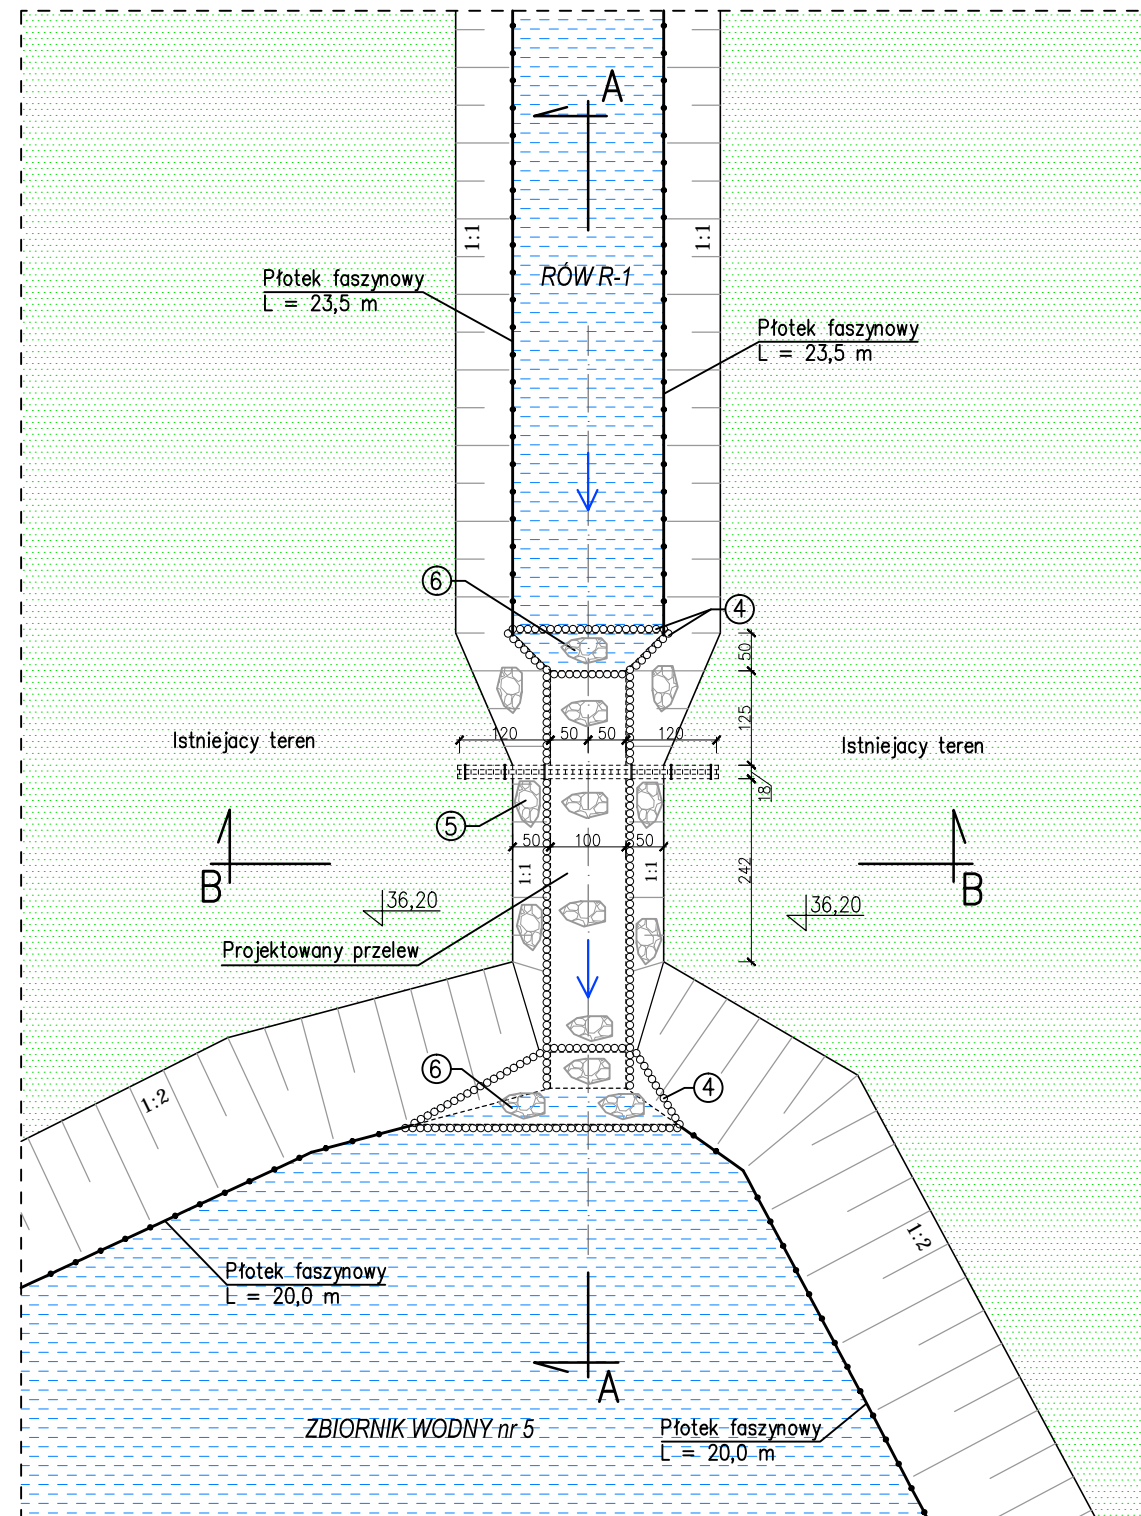 A
1:1
1:1
RÓW R-1
Płotek faszynowy
L = 23,5 m
Płotek faszynowy
L = 23,5 m
6
4
50
125
Istniejacy teren
120
50
50
120
Istniejacy teren
18
5
50
100
50
242
1:1
1:1
B
B
36,20
36,20
Projektowany przelew
6
4
1:2
1:2
Płotek faszynowy
L = 20,0 m
A
ZBIORNIK WODNY nr 5
Płotek faszynowy
L = 20,0 m